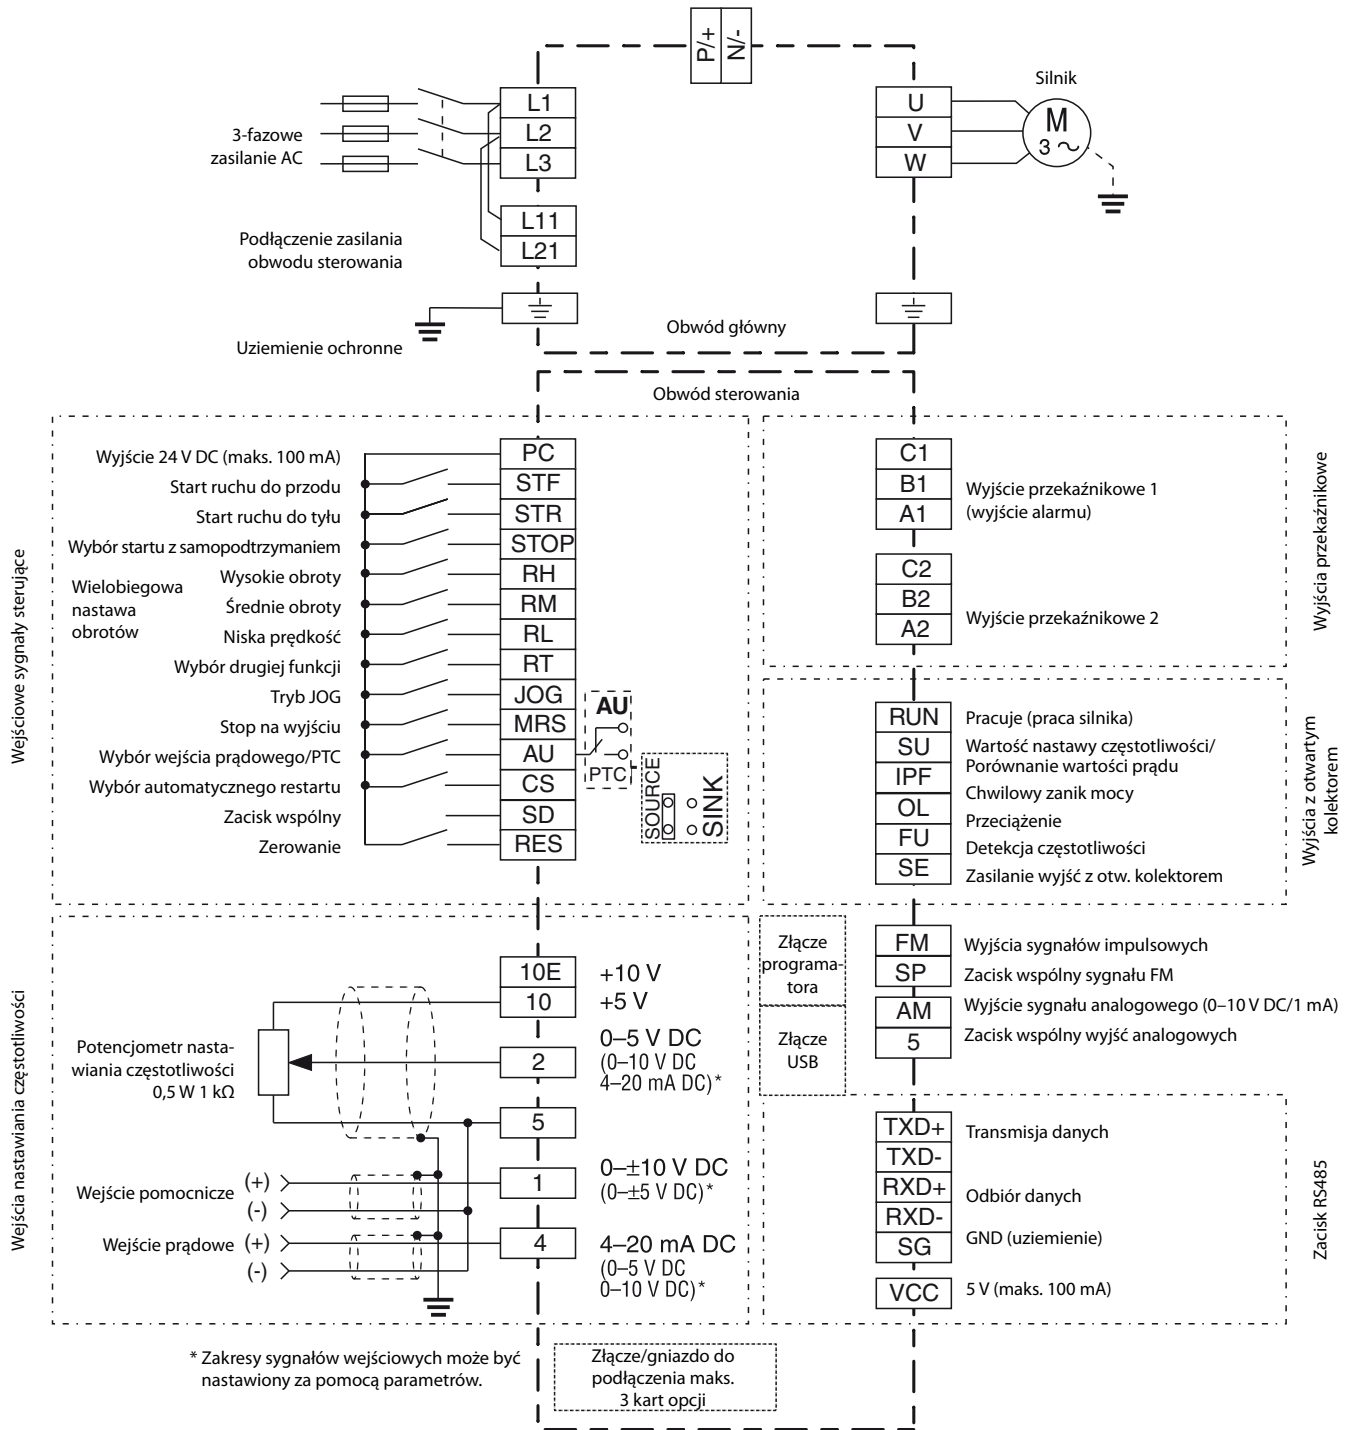 P/+
N/-
L1
L2
L3
3-fazowe
zasilanie AC
L11
L21
Podłączenie zasilania
obwodu sterowania
Uziemienie ochronne
U
V
W
Silnik
M
3 ~
Obwód główny
Obwód sterowania
Wejściowe sygnały sterujące
Wyjście 24 V DC (maks. 100 mA)
PC
Start ruchu do przodu
STF
Start ruchu do tyłu
STR
Wybór startu z samopodtrzymaniem
STOP
Wielobiegowa
nastawa
obrotów
Wysokie obroty
RH
Średnie obroty
RM
Niska prędkość
RL
Wybór drugiej funkcji
RT
Tryb JOG
JOG
Stop na wyjściu
MRS
Wybór wejścia prądowego/PTC
AU
Wybór automatycznego restartu
CS
Zacisk wspólny
SD
Zerowanie
RES
AU
PTC
SOURCE
SINK
C1
B1
A1
Wyjście przekaźnikowe 1
(wyjście alarmu)
C2
B2
A2
Wyjście przekaźnikowe 2
Wyjścia przekaźnikowe
RUN
SU
IPF
OL
FU
SE
Pracuje (praca silnika)
Wartość nastawy częstotliwości/
Porównanie wartości prądu
Chwilowy zanik mocy
Przeciążenie
Detekcja częstotliwości
Zasilanie wyjść z otw. kolektorem
Wyjścia z otwartym
kolektorem
Wejścia nastawiania częstotliwości
10E
+10 V
10
+5 V
Potencjometr nasta-
wiania częstotliwości
0,5 W 1 kΩ
2
0–5 V DC
(0–10 V DC
4–20 mA DC)*
5
Wejście pomocnicze
(+)
(-)
1
0–±10 V DC
(0–±5 V DC)*
Wejście prądowe
(+)
(-)
4
4–20 mA DC
(0–5 V DC
0–10 V DC)*
Złącze
programa-
tora
Złącze
USB
FM
Wyjścia sygnałów impulsowych
SP
Zacisk wspólny sygnału FM
AM
Wyjście sygnału analogowego (0–10 V DC/1 mA)
5
Zacisk wspólny wyjść analogowych
TXD+
TXD-
RXD+
RXD-
SG
VCC
Transmisja danych
Odbiór danych
GND (uziemienie)
5 V (maks. 100 mA)
Zacisk RS485
* Zakresy sygnałów wejściowych może być
nastawiony za pomocą parametrów.
Złącze/gniazdo do
podłączenia maks.
3 kart opcji